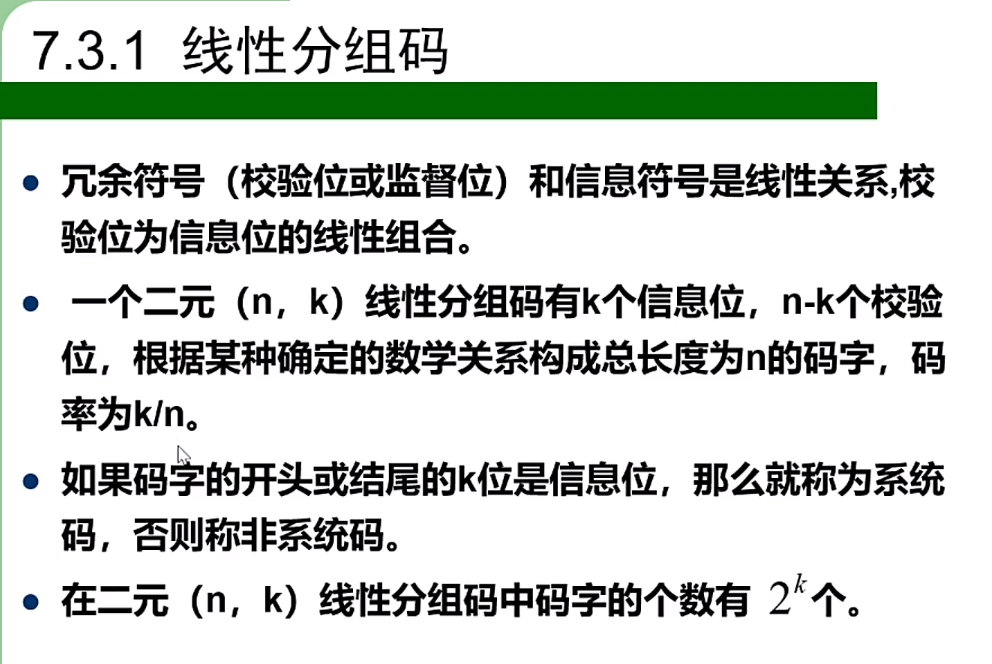 7.3.1 线性分组码
冗余符号（校验位或监督位）和信息符号是线性关系,校
验位为信息位的线性组合。
一个二元（n，k）线性分组码有k个信息位，n-k个校验
位，根据某种确定的数学关系构成总长度为n的码字，码
率为k/n。
如果码字的开头或结尾的k位是信息位，那么就称为系统
码，否则称非系统码。
在二元（n，k）线性分组码中码字的个数有 2^k 个。